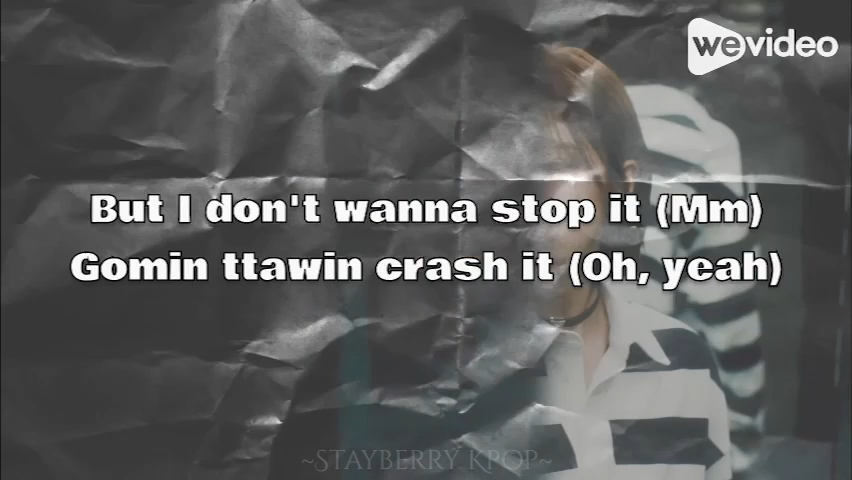 wevideo
But I don't wanna stop it (Mm)
Gomin ttawin crash it (Oh, yeah)
~STAYBERRY KPOP~